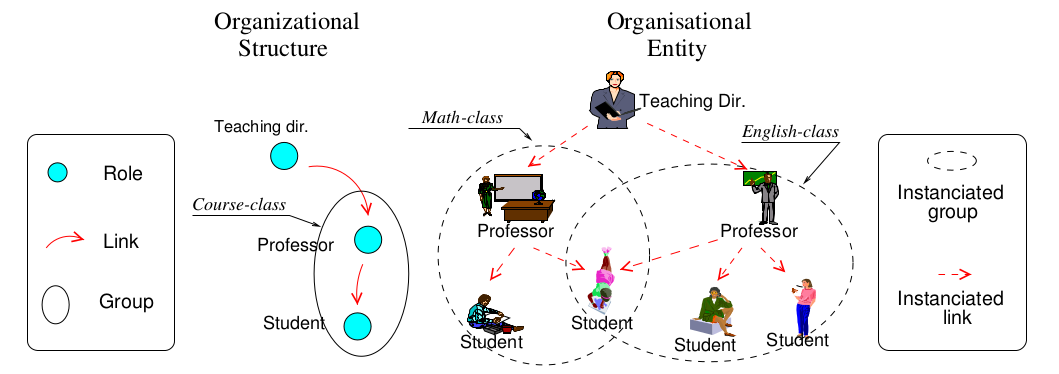 Organizational
Structure
Organisational
Entity
Role
Link
Group
Teaching dir.
Course-class
Professor
Student
Teaching Dir.
Math-class
English-class
Professor
Professor
Student
Student
Student
Student
Instanciated
group
Instanciated
link